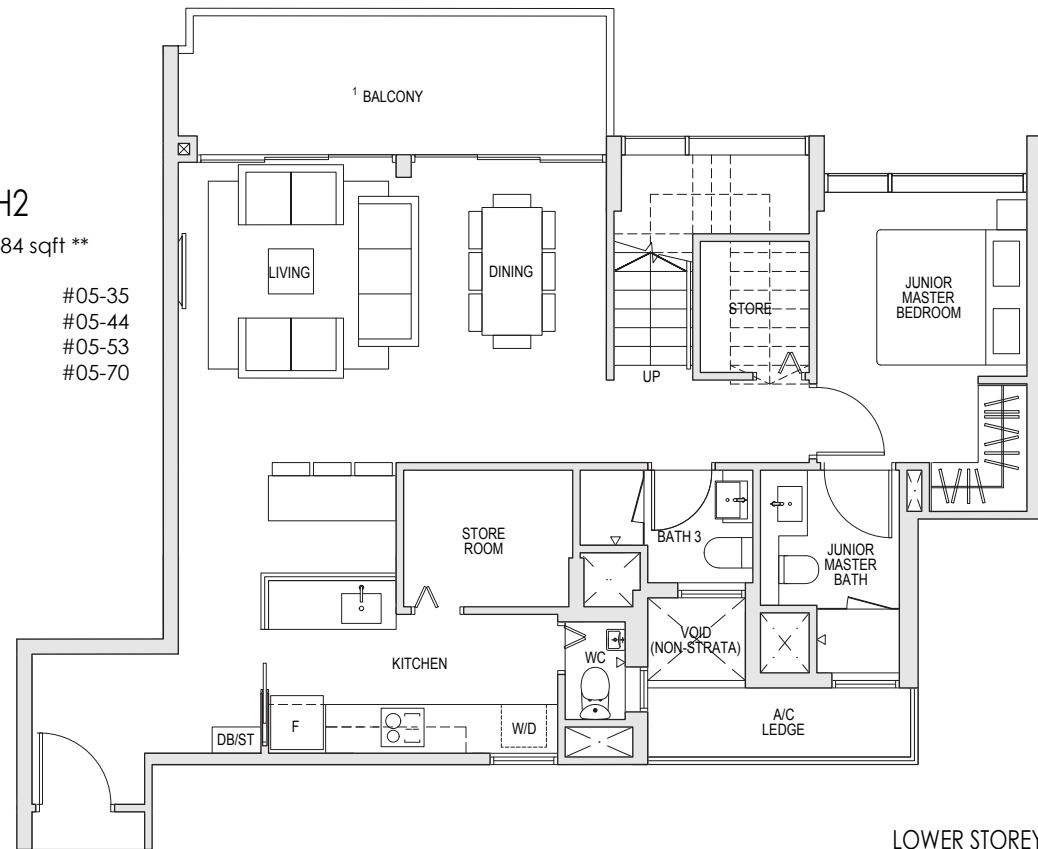 ¹ BALCONY
H2
84 sqft **
#05-35
#05-44
#05-53
#05-70
LIVING
DINING
STORE
UP
JUNIOR
MASTER
BEDROOM
STORE
ROOM
BATH 3
JUNIOR
MASTER
BATH
VOID
(NON-STRATA)
WC
KITCHEN
F
W/D
DB/ST
A/C
LEDGE
LOWER STOREY